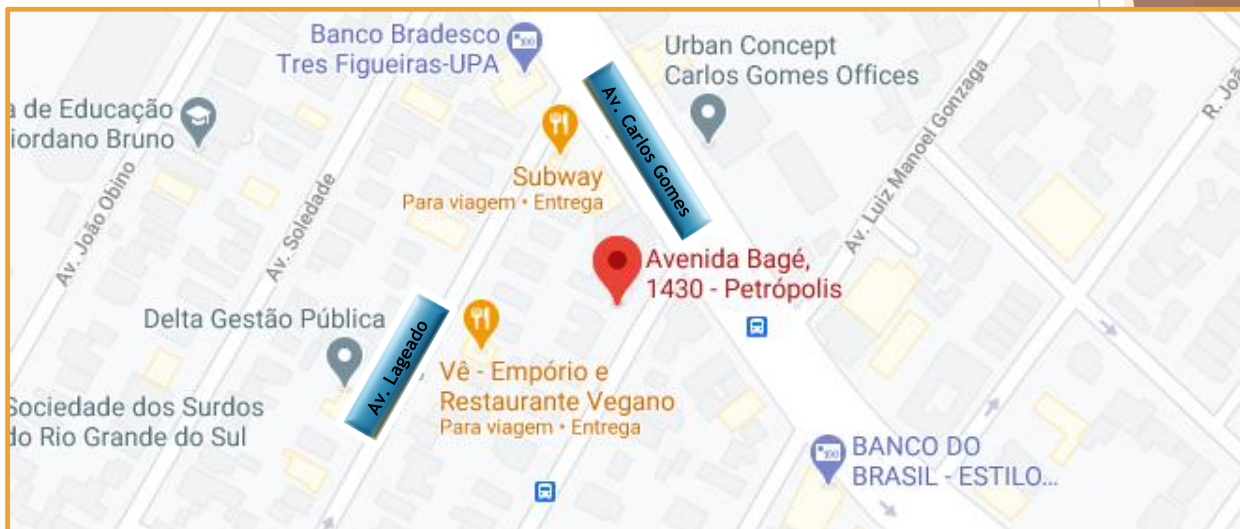 Banco Bradesco
Tres Figueiras-UPA
Urban Concept
Carlos Gomes Offices
a de Educação
iordano Bruno
Av. Carlos Gomes
Av. Luiz Manoel Gonzaga
R. Joã
Subway
Para viagem • Entrega
Av. João Obino
Av. Soledade
Avenida Bagé,
1430 - Petrópolis
Delta Gestão Pública
Av. Lageado
Vê - Empório e
Restaurante Vegano
Para viagem • Entrega
Sociedade dos Surdos
do Rio Grande do Sul
BANCO DO
BRASIL - ESTILO...